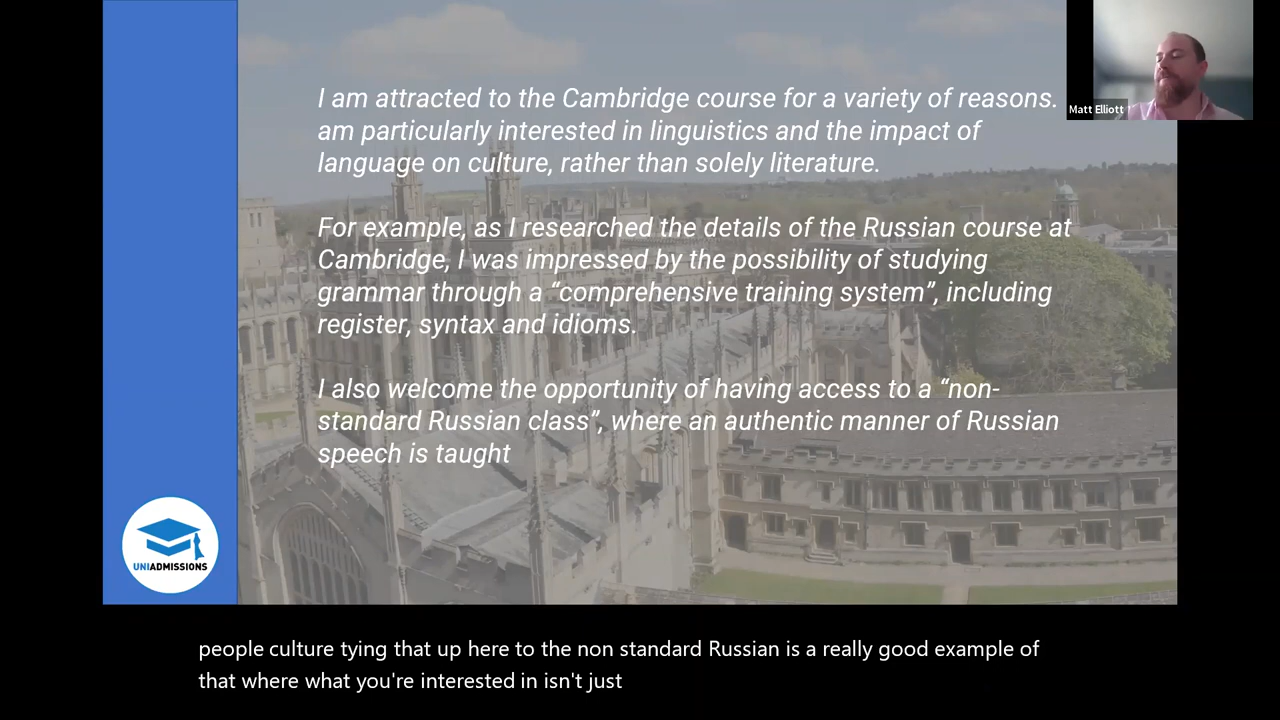 I am attracted to the Cambridge course for a variety of reasons.
am particularly interested in linguistics and the impact of
language on culture, rather than solely literature.
For example, as I researched the details of the Russian course at
Cambridge, I was impressed by the possibility of studying
grammar through a “comprehensive training system”, including
register, syntax and idioms.
I also welcome the opportunity of having access to a “non-
standard Russian class”, where an authentic manner of Russian
speech is taught
Matt Elliott
UNIADMISSIONS
people culture tying that up here to the non standard Russian is a really good example of
that where what you're interested in isn't just